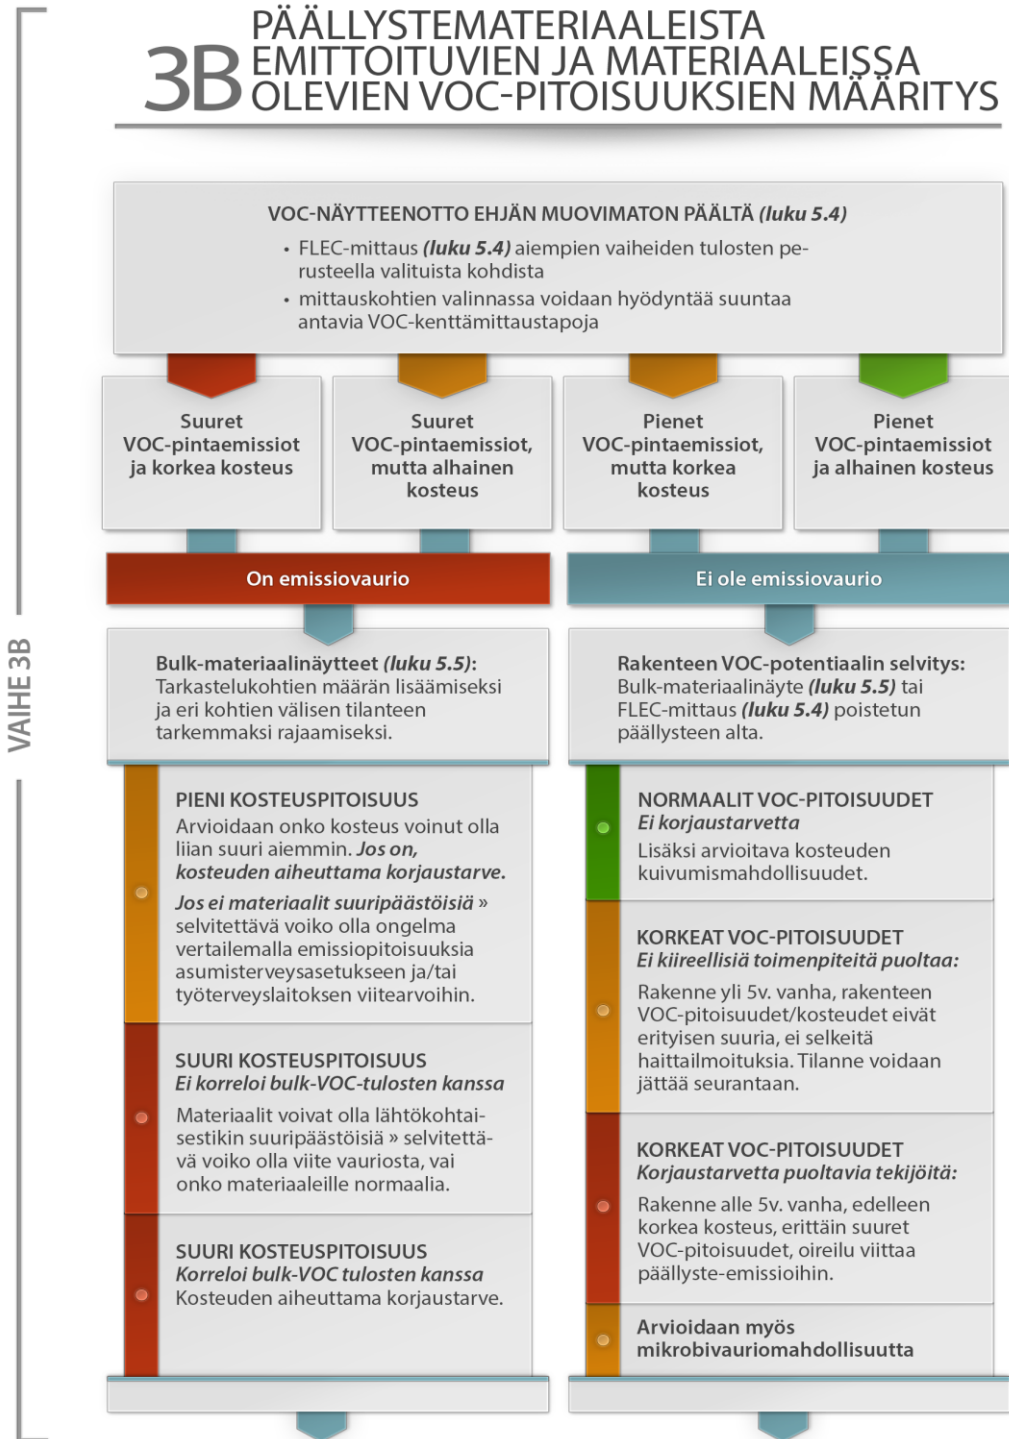 3B
PÄÄLLYSTEMATERIAALEISTA
EMITTOITUVIEN JA MATERIAALEISSA
OLEVIEN VOC-PITOISUUKSIEN MÄÄRITYS
VAIHE 3B
VOC-NÄYTTEENOTTO EHJÄN MUOVIMATON PÄÄLTÄ (luku 5.4)
• FLEC-mittaus (luku 5.4) aiempien vaiheiden tulosten pe-
rusteella valituista kohdista
• mittauskohtien valinnassa voidaan hyödyntää suuntaa
antavia VOC-kenttämittaustapoja
Suuret
VOC-pintaemissiot
ja korkea kosteus
Suuret
VOC-pintaemissiot,
mutta alhainen
kosteus
Pienet
VOC-pintaemissiot,
mutta korkea
kosteus
Pienet
VOC-pintaemissiot
ja alhainen kosteus
On emissiovaurio
Ei ole emissiovaurio
Bulk-materiaalinäytteet (luku 5.5):
Tarkastelukohtien määrän lisäämiseksi
ja eri kohtien välisen tilanteen
tarkemmaksi rajaamiseksi.
PIENI KOSTEUSPITOISUUS
Arvioidaan onko kosteus voinut olla
liian suuri aiemmin. Jos on,
kosteuden aiheuttama korjaustarve.
Jos ei materiaalit suuripäästöisiä »
selvitettävä voiko olla ongelma
vertailemalla emissiopitoisuuksia
asumisterveysasetukseen ja/tai
työterveyslaitoksen viitearvoihin.
SUURI KOSTEUSPITOISUUS
Ei korreloi bulk-VOC-tulosten kanssa
Materiaalit voivat olla lähtökohtai-
sestikin suuripäästöisiä » selvitettä-
vä voiko olla viite vauriosta, vai
onko materiaaleille normaalia.
SUURI KOSTEUSPITOISUUS
Korreloi bulk-VOC tulosten kanssa
Kosteuden aiheuttama korjaustarve.
Rakenteen VOC-potentiaalin selvitys:
Bulk-materiaalinäyte (luku 5.5) tai
FLEC-mittaus (luku 5.4) poistetun
päällysteen alta.
NORMAALIT VOC-PITOISUUDET
Ei korjaustarvetta
Lisäksi arvioitava kosteuden
kuivumismahdollisuudet.
KORKEAT VOC-PITOISUUDET
Ei kiireellisiä toimenpiteitä puoltaa:
Rakenne yli 5v. vanha, rakenteen
VOC-pitoisuudet/kosteudet eivät
erityisen suuria, ei selkeitä
haittailmoituksia. Tilanne voidaan
jättää seurantaan.
KORKEAT VOC-PITOISUUDET
Korjaustarvetta puoltavia tekijöitä:
Rakenne alle 5v. vanha, edelleen
korkea kosteus, erittäin suuret
VOC-pitoisuudet, oireilu viittaa
päällyste-emissioihin.
Arvioidaan myös
mikrobivauriomahdollisuutta